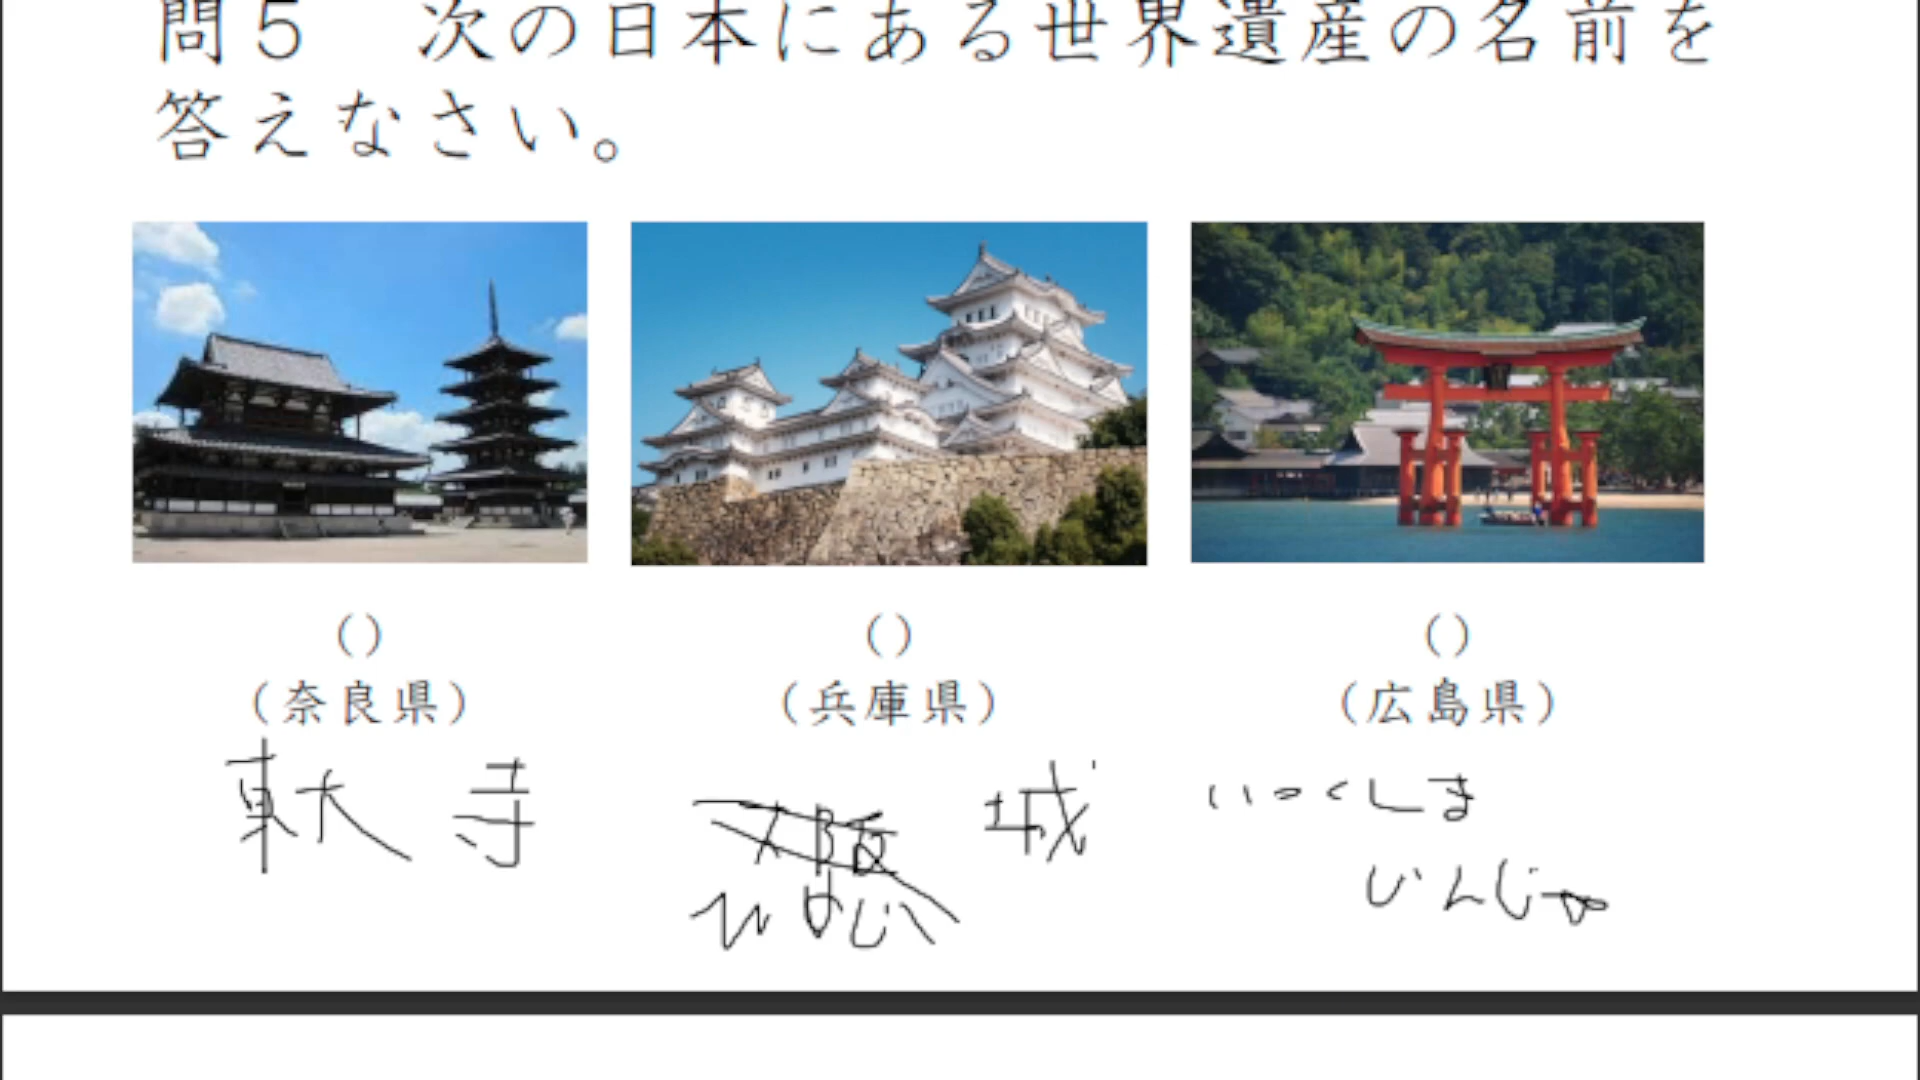 問５　次の日本にある世界遺産の名前を
答えなさい。
（）　（）　（）
（奈良県）　（兵庫県）　（広島県）
東大寺　大阪　城　いつくしま
ひめじ　じんじゃ